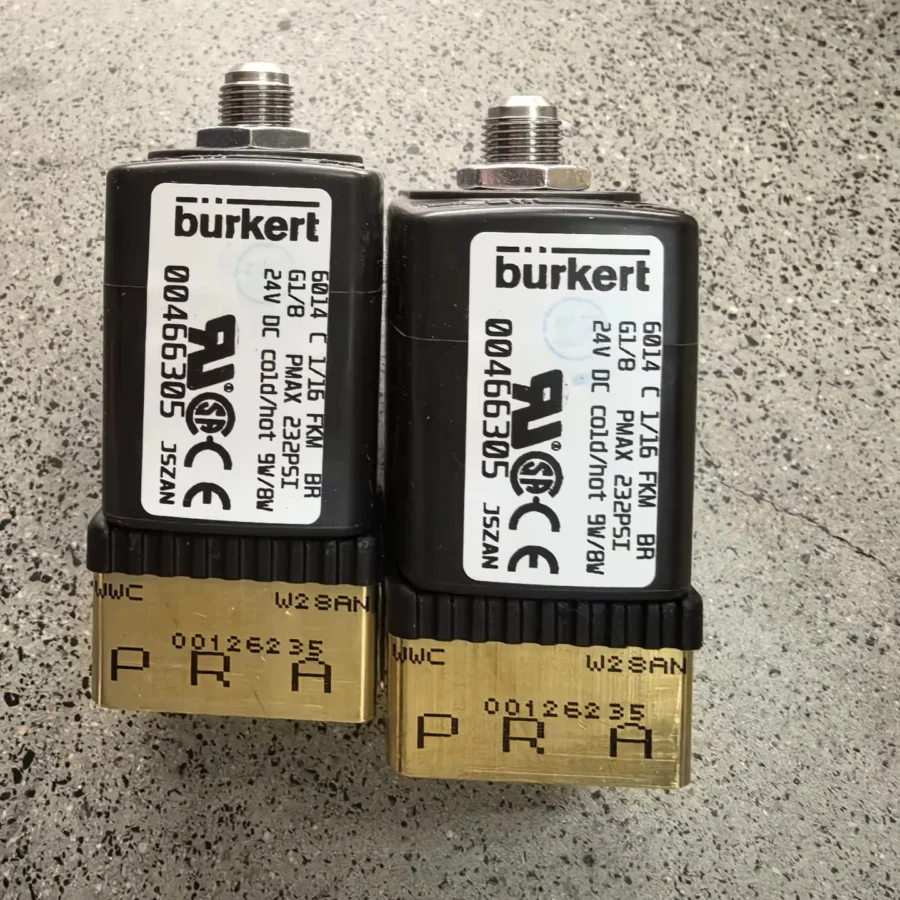 bürkert
6014 C 1/16 FKM BR
G1/8 PMAX 232PSI
24V DC cold/hot 9W/8W
00466305 JSZAN
WWC W2SAN
00126235
P R A
bürkert
6014 C 1/16 FKM BR
G1/8 PMAX 232PSI
24V DC cold/hot 9W/8W
00466305 JSZAN
WWC W2SAN
00126235
P R A